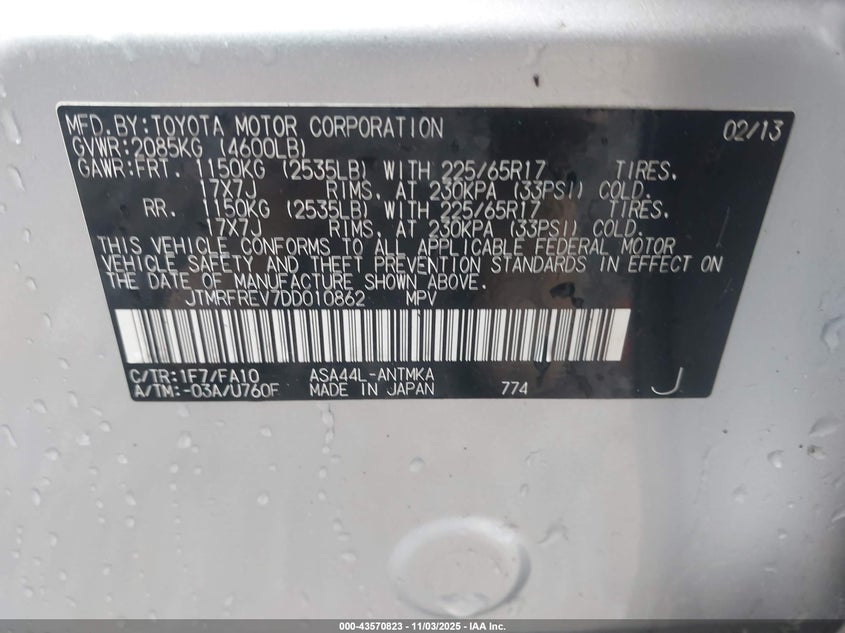 MFD.BY:TOYOTA MOTOR CORPORATION 02/13
GVWR:2085KG (4600LB)
GAWR:FRT. 1150KG (2535LB) WITH 225/65R17 TIRES.
17X7J RIMS. AT 230KPA (33PSI) COLD.
RR. 1150KG (2535LB) WITH 225/65R17 TIRES.
17X7J RIMS. AT 230KPA (33PSI) COLD.
THIS VEHICLE CONFORMS TO ALL APPLICABLE FEDERAL MOTOR
VEHICLE SAFETY AND THEFT PREVENTION STANDARDS IN EFFECT ON
THE DATE OF MANUFACTURE SHOWN ABOVE.
JTMRFREV7DD010862 MPV
C/TR:1F7/FA10 ASA44L-ANTMKA
A/TM:-03A/U760F MADE IN JAPAN 774 J
000-43570823 - 11/03/2025 - IAA Inc.